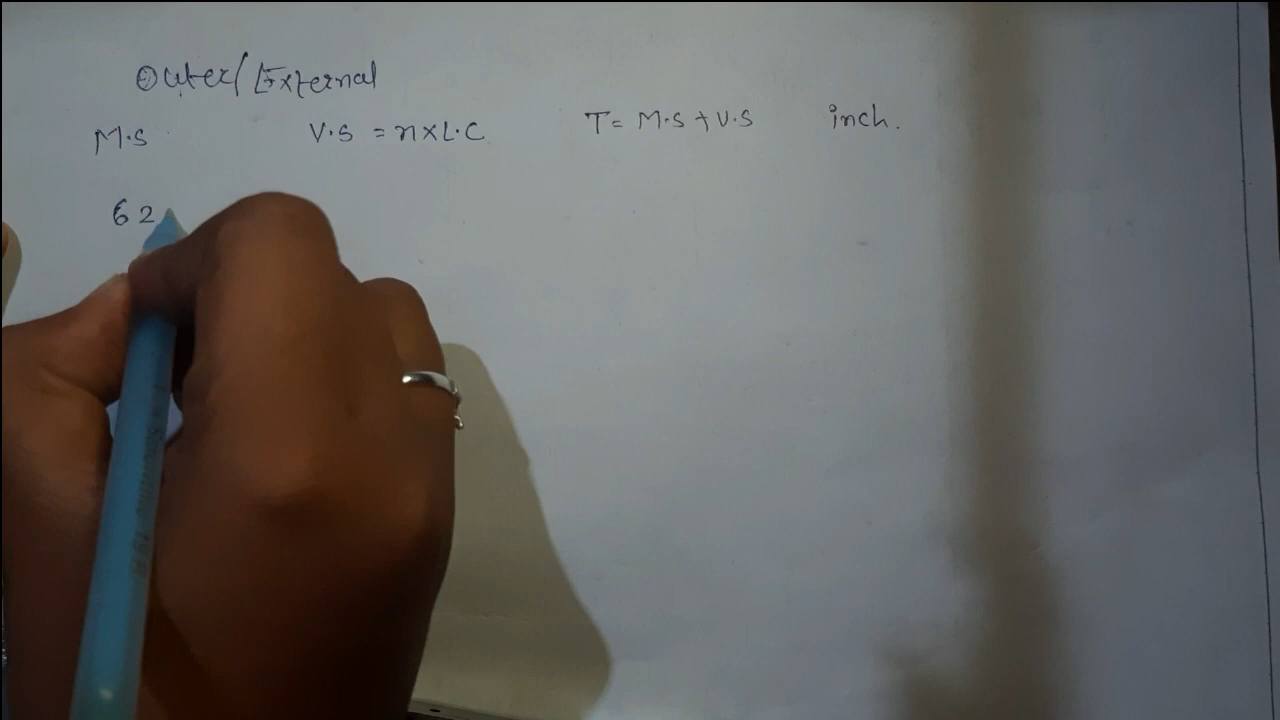 Outer/External
M.S V.S = n×L.C T= M.S + V.S inch.
62